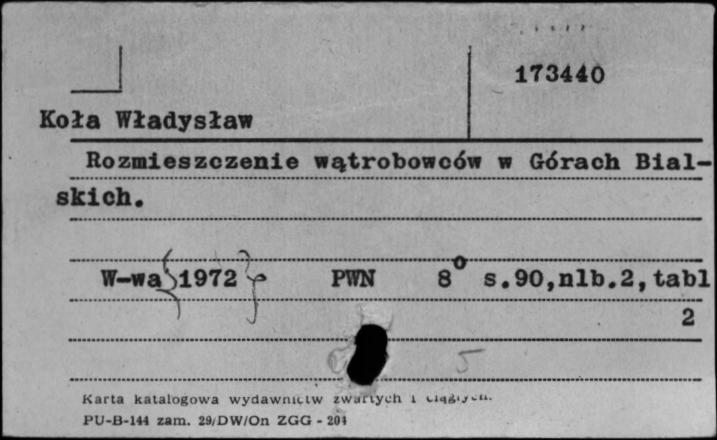 173440
Koła Władysław
Rozmieszczenie wątrobowców w Górach Bial-
skich.
W-wa 1972 PWN 8° s.90,nlb.2,tabl
2
5
Karta katalogowa wydawnictw zwartych i ciągłych.
PU-B-144 zam. 29/DW/On ZGG - 204